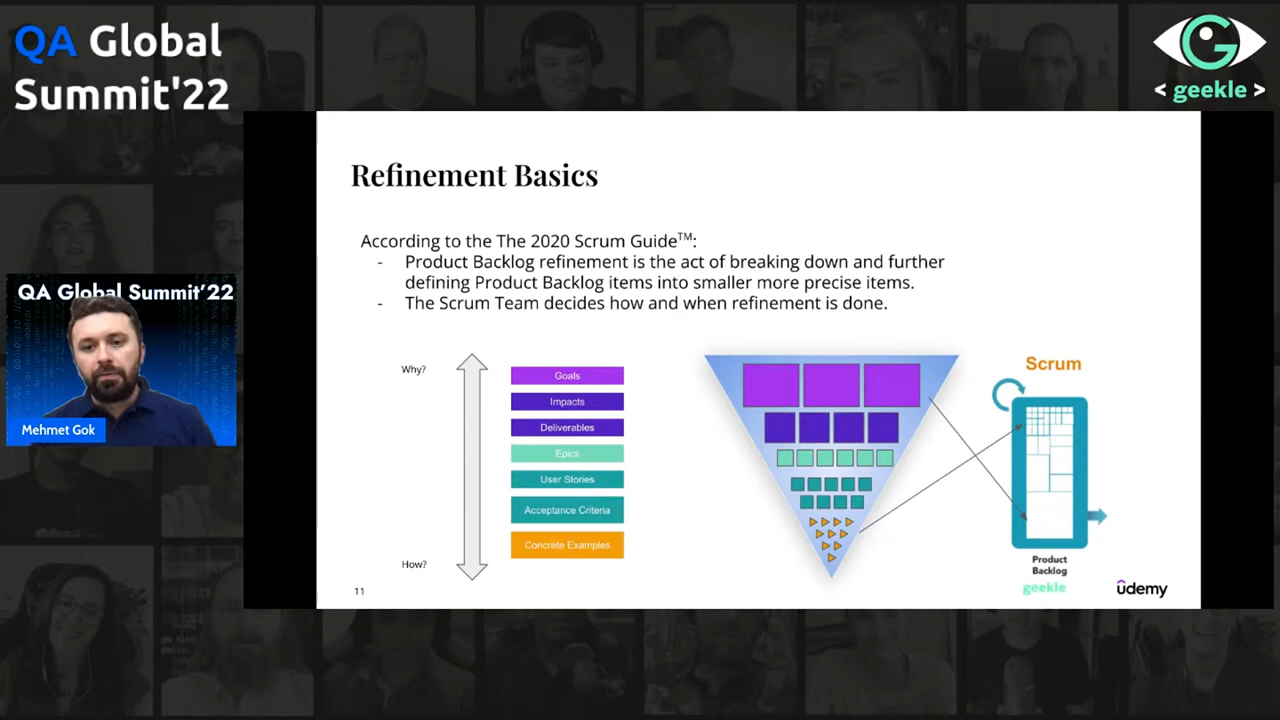 QA Global
Summit'22
< geekle >
Refinement Basics
According to the The 2020 Scrum Guide™:
- Product Backlog refinement is the act of breaking down and further
defining Product Backlog items into smaller more precise items.
- The Scrum Team decides how and when refinement is done.
QA Global Summit'22
Mehmet Gok
Why?
How?
Goals
Impacts
Deliverables
Epics
User Stories
Acceptance Criteria
Concrete Examples
Scrum
Product
Backlog
geekle
udemy
11